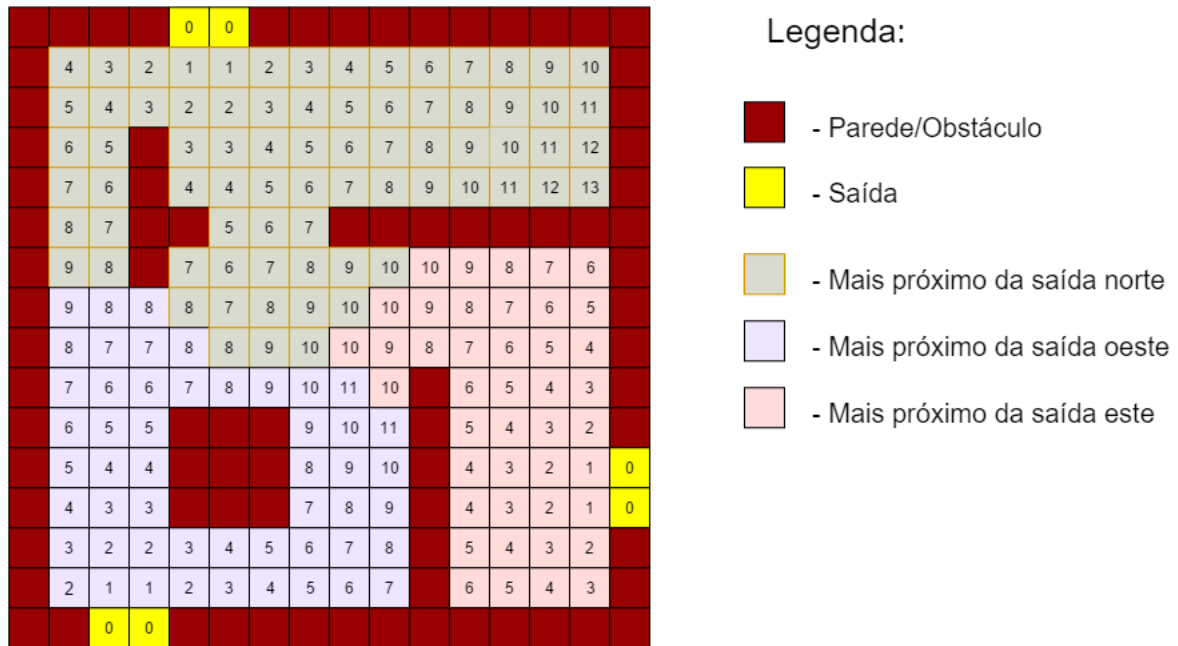 0 0
4 3 2 1 1 2 3 4 5 6 7 8 9 10
5 4 3 2 2 3 4 5 6 7 8 9 10 11
6 5 3 3 4 5 6 7 8 9 10 11 12
7 6 4 4 5 6 7 8 9 10 11 12 13
8 7 5 6 7
9 8 7 6 7 8 9 10 10 9 8 7 6
9 8 8 8 7 8 9 10 10 9 8 7 6 5
8 7 7 8 8 9 10 10 9 8 7 6 5 4
7 6 6 7 8 9 10 11 10 6 5 4 3
6 5 5 9 10 11 5 4 3 2
5 4 4 8 9 10 4 3 2 1 0
4 3 3 7 8 9 4 3 2 1 0
3 2 2 3 4 5 6 7 8 5 4 3 2
2 1 1 2 3 4 5 6 7 6 5 4 3
0 0
Legenda:
- Parede/Obstáculo
- Saída
- Mais próximo da saída norte
- Mais próximo da saída oeste
- Mais próximo da saída este